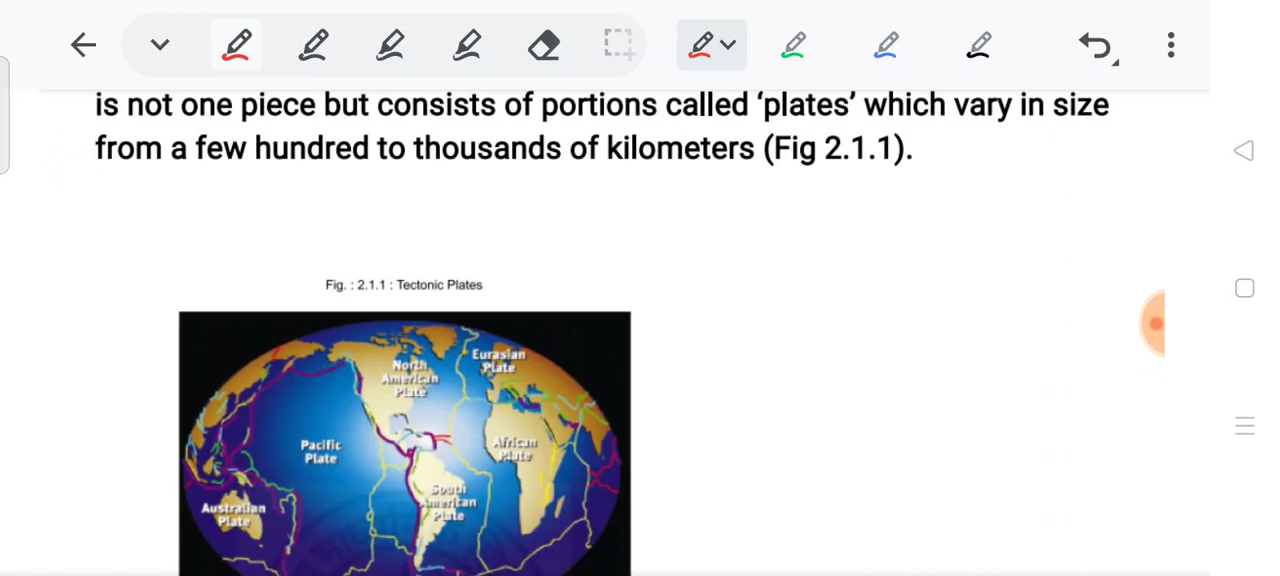 is not one piece but consists of portions called ‘plates’ which vary in size
from a few hundred to thousands of kilometers (Fig 2.1.1).
Fig. : 2.1.1 : Tectonic Plates
Eurasian
Plate
North
American
Plate
Pacific
Plate
African
Plate
South
American
Plate
Australian
Plate